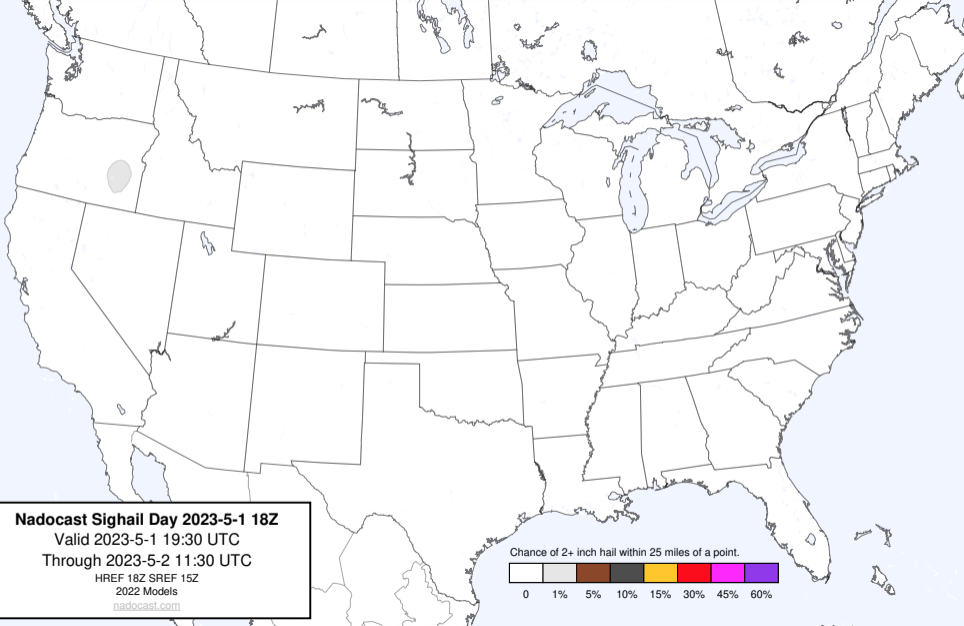 Nadocast Sighail Day 2023-5-1 18Z
Valid 2023-5-1 19:30 UTC
Through 2023-5-2 11:30 UTC
HREF 18Z SREF 15Z
2022 Models
nadocast.com
Chance of 2+ inch hail within 25 miles of a point.
0 1% 5% 10% 15% 30% 45% 60%